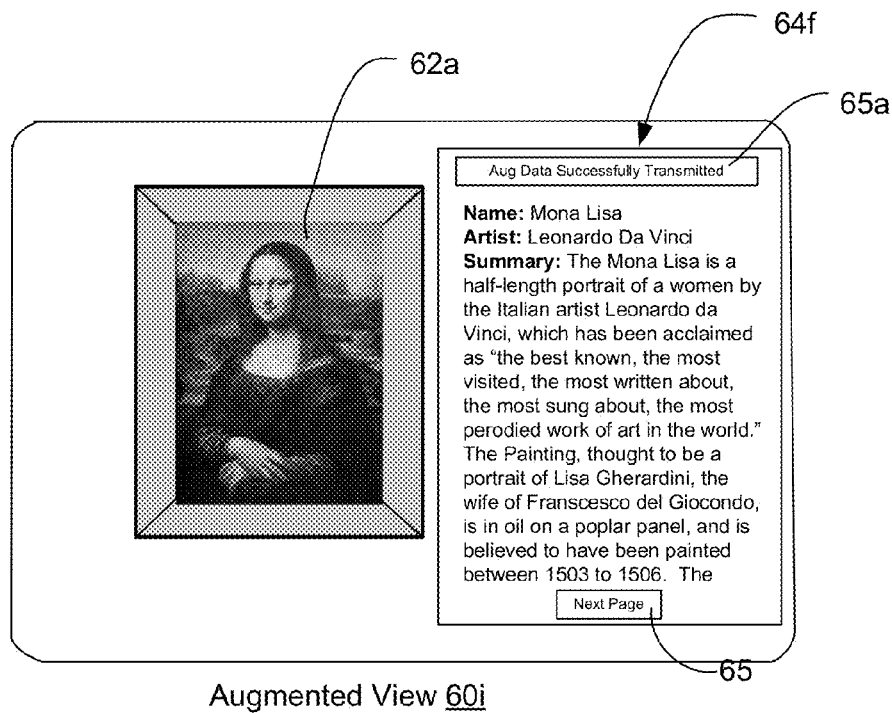 64f
62a
65a
Aug Data Successfully Transmitted
Name: Mona Lisa
Artist: Leonardo Da Vinci
Summary: The Mona Lisa is a
half-length portrait of a women by
the Italian artist Leonardo da
Vinci, which has been acclaimed
as “the best known, the most
visited, the most written about,
the most sung about, the most
perodied work of art in the world.”
The Painting, thought to be a
portrait of Lisa Gherardini, the
wife of Franscesco del Giocondo,
is in oil on a poplar panel, and is
believed to have been painted
between 1503 to 1506. The
Next Page
65
Augmented View 60i